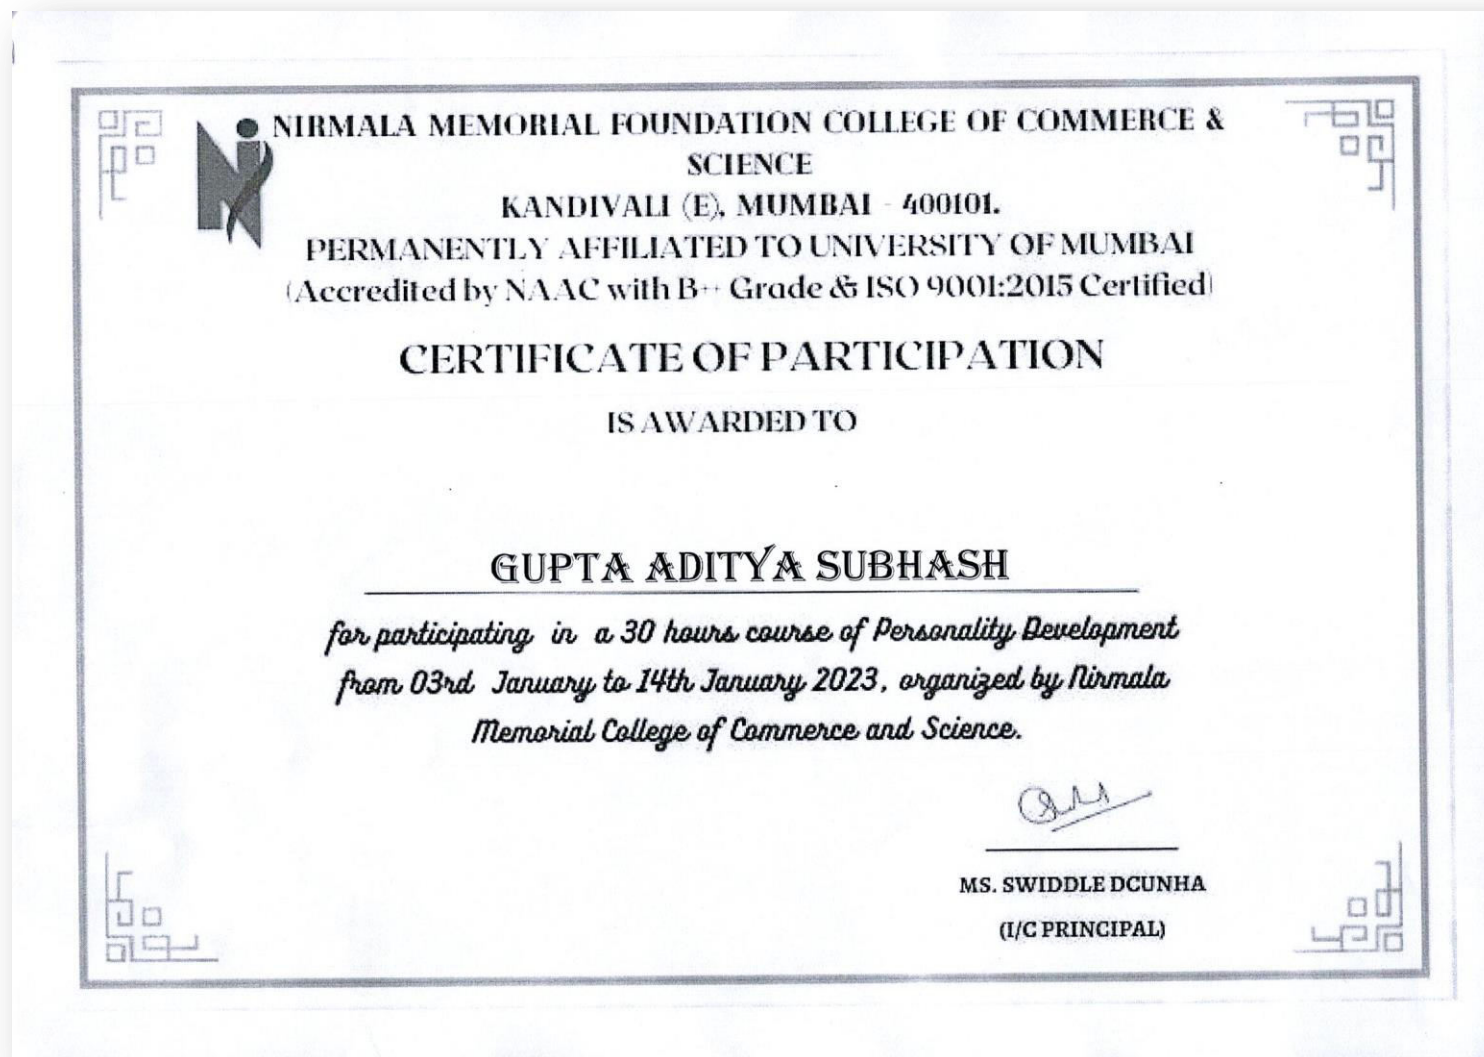 NIRMALA MEMORIAL FOUNDATION COLLEGE OF COMMERCE &
SCIENCE
KANDIVALI (E), MUMBAI - 400101.
PERMANENTLY AFFILIATED TO UNIVERSITY OF MUMBAI
(Accredited by NAAC with B++ Grade & ISO 9001:2015 Certified)
CERTIFICATE OF PARTICIPATION
IS AWARDED TO
GUPTA ADITYA SUBHASH
for participating in a 30 hours course of Personality Development
from 03rd January to 14th January 2023, organized by Nirmala
Memorial College of Commerce and Science.
MS. SWIDDLE DCUNHA
(I/C PRINCIPAL)